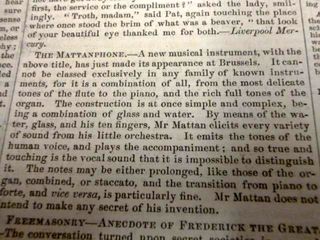 first, the service or the compliment?" asked the lady, smil-
ingly. "Troth, madam," said Pat, again touching the place
where once stood the brim of what was a beaver, "that look
of your beautiful eye thanked me for both.—Liverpool Mer-
cury.
THE MATTANPHONE.—A new musical instrument, with the
above title, has just made its appearance at Brussels. It can-
not be classed exclusively in any family of known instru-
ments, for it is a combination of all, from the most delicate
tones of the flute to the piano, and the rich full tones of the
organ. The construction is at once simple and complex, be-
ing a combination of glass and water. By means of the wa-
ter, glass, and his ten fingers, Mr Mattan elicits every variety
of sound from his little orchestra. It emits the tones of the
human voice, and plays the accompaniment; and so true and
touching is the vocal sound that it is impossible to distinguish
it. The notes may be either prolonged, like those of the or-
gan, combined, or staccato, and the transition from piano to
forte, and vice versa, is particularly fine. Mr Mattan does not
intend to make any secret of his invention.
FREEMASONRY—ANECDOTE OF FREDERICK THE GREAT.
—The conversation turned upon secret